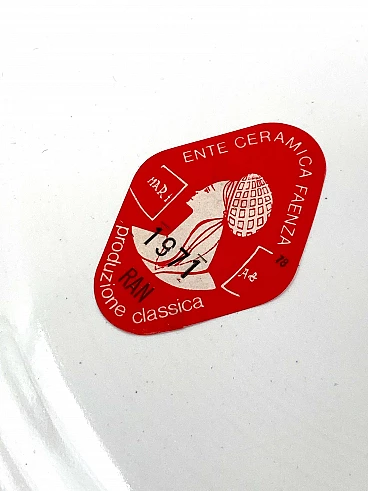 ENTE CERAMICA FAENZA
1971
RAN
produzione classica